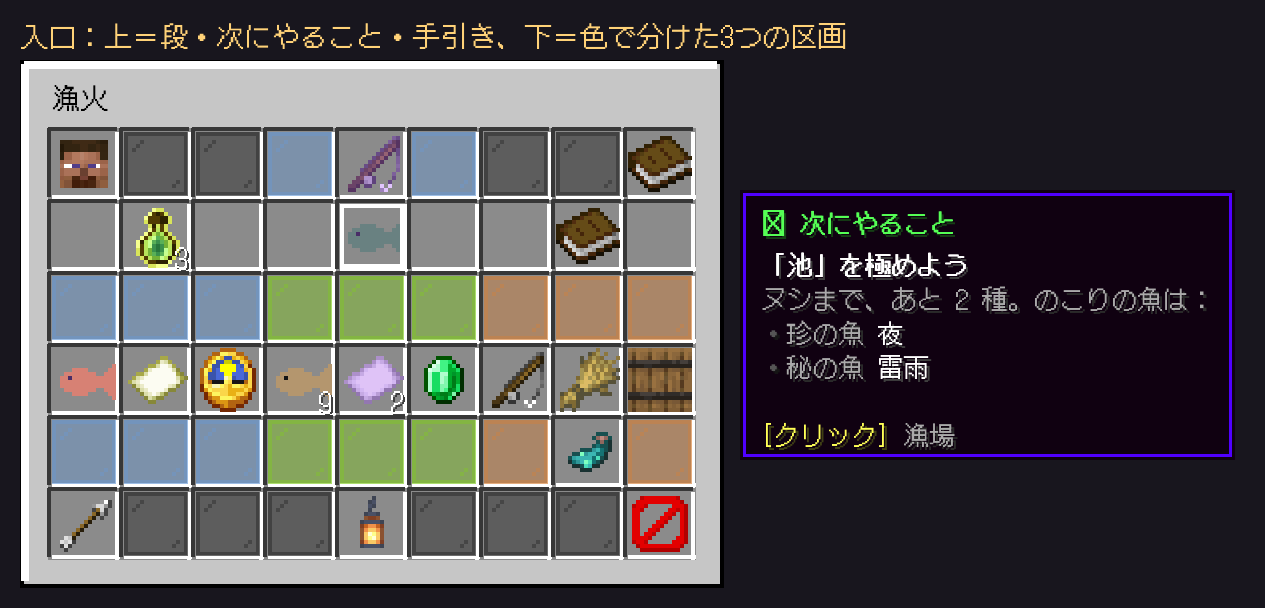 入口：上＝段・次にやること・手引き、下＝色で分けた3つの区画
漁火
3
9
2
次にやること
「池」を極めよう
ヌシまで、あと 2 種。のこりの魚は：
・珍の魚 夜
・秘の魚 雷雨
[クリック] 漁場